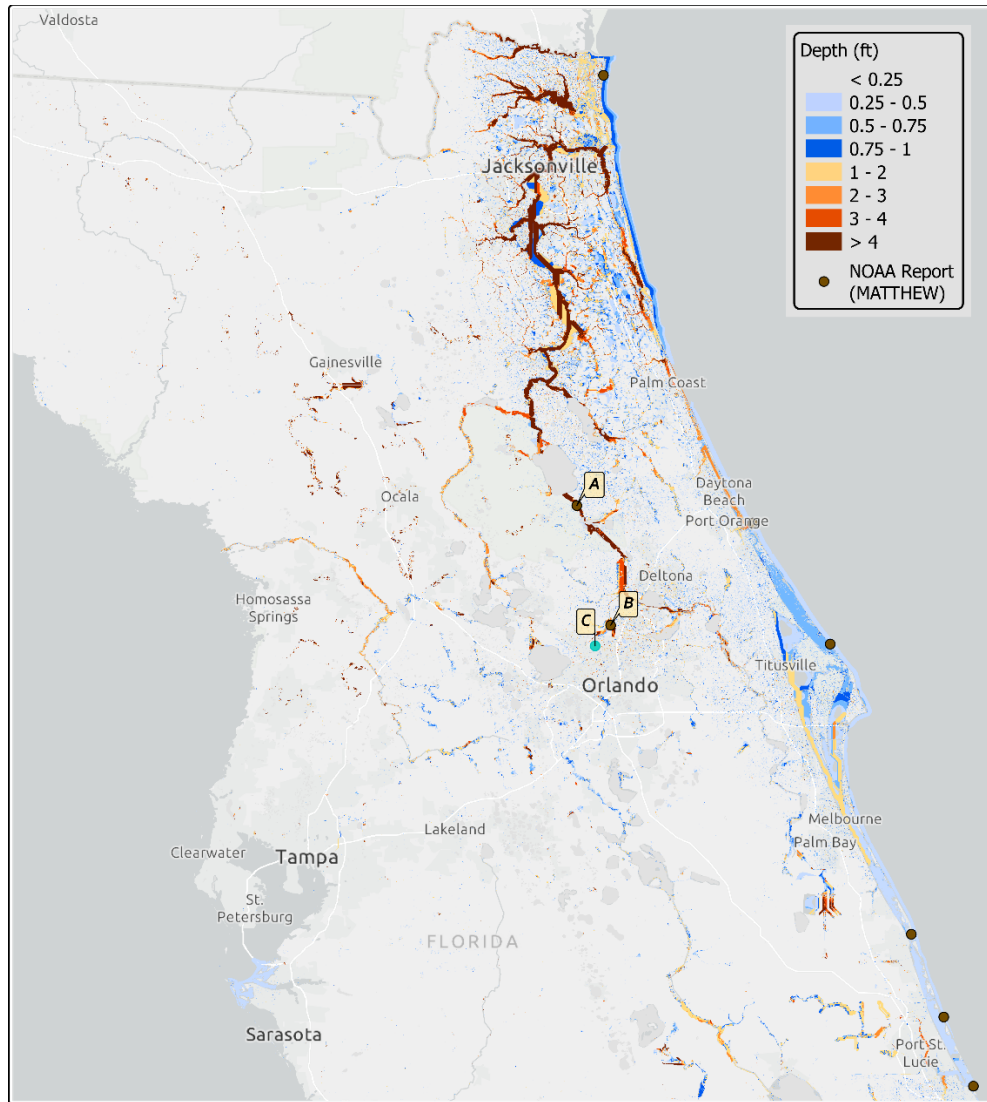 Valdosta
Depth (ft)
< 0.25
0.25 - 0.5
0.5 - 0.75
0.75 - 1
1 - 2
2 - 3
3 - 4
> 4
NOAA Report
(MATTHEW)
Jacksonville
Gainesville
Palm Coast
Ocala
A
Daytona
Beach
Port Orange
Deltona
Homosassa
Springs
B
C
Titusville
Orlando
Melbourne
Lakeland
Palm Bay
Clearwater
Tampa
St.
Petersburg
FLORIDA
Sarasota
Port St.
Lucie